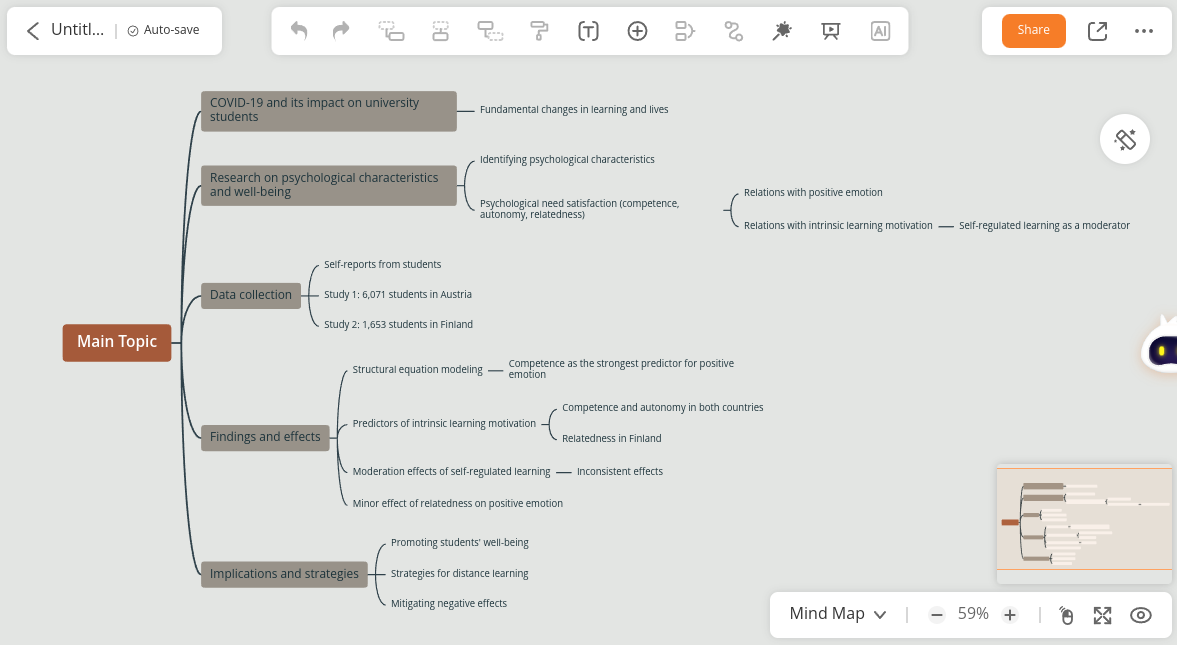 Untitl...
Auto-save
[T]
AI
Share
COVID-19 and its impact on university
students
Fundamental changes in learning and lives
Research on psychological characteristics
and well-being
Identifying psychological characteristics
Psychological need satisfaction (competence,
autonomy, relatedness)
Relations with positive emotion
Relations with intrinsic learning motivation
Self-regulated learning as a moderator
Data collection
Self-reports from students
Study 1: 6,071 students in Austria
Study 2: 1,653 students in Finland
Main Topic
Findings and effects
Structural equation modeling
Competence as the strongest predictor for positive
emotion
Predictors of intrinsic learning motivation
Competence and autonomy in both countries
Relatedness in Finland
Moderation effects of self-regulated learning
Inconsistent effects
Minor effect of relatedness on positive emotion
Implications and strategies
Promoting students' well-being
Strategies for distance learning
Mitigating negative effects
Mind Map
59%